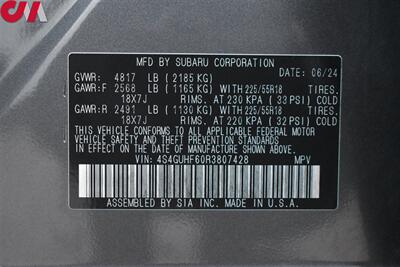 CIA
MFD BY SUBARU CORPORATION
DATE: 06/24
GVWR: 4817 LB (2185 KG)
GAWR:F 2568 LB (1165 KG) WITH 225/55R18 TIRES.
18X7J RIMS. AT 230 KPA (33 PSI) COLD
GAWR:R 2491 LB (1130 KG) WITH 225/55R18 TIRES.
18X7J RIMS. AT 220 KPA (32 PSI) COLD
THIS VEHICLE CONFORMS TO ALL APPLICABLE FEDERAL MOTOR
VEHICLE SAFETY, BUMPER, AND THEFT PREVENTION STANDARDS
IN EFFECT ON THE DATE OF MANUFACTURE SHOWN ABOVE.
VIN: 4S4GUHF60R3807428 MPV
ASSEMBLED BY SIA INC. MADE IN U.S.A.